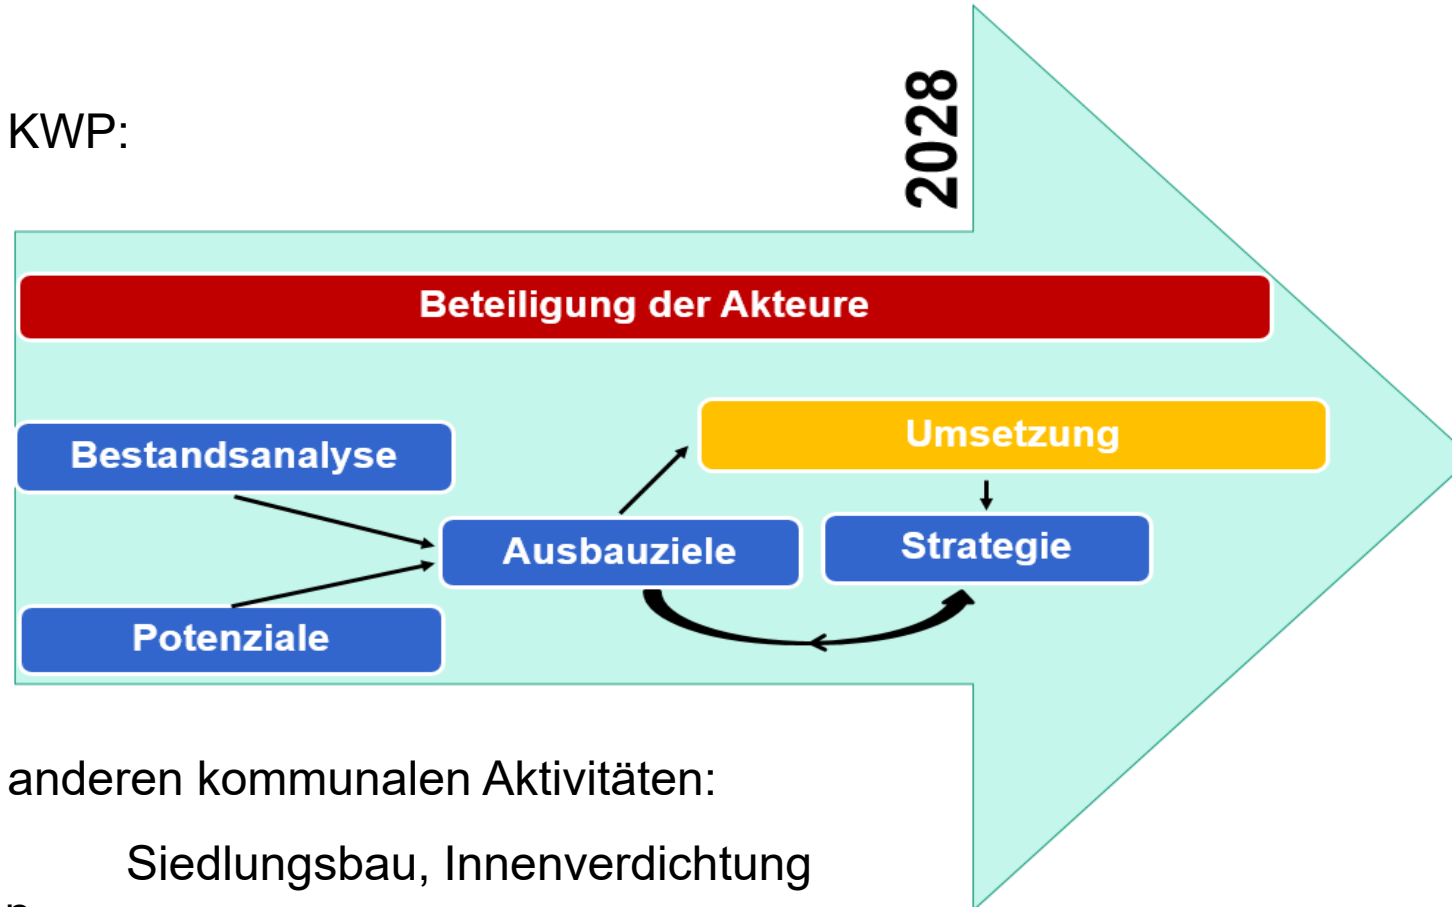 KWP:
2028
Beteiligung der Akteure
Umsetzung
Bestandsanalyse
Ausbauziele
Strategie
Potenziale
anderen kommunalen Aktivitäten:
Siedlungsbau, Innenverdichtung